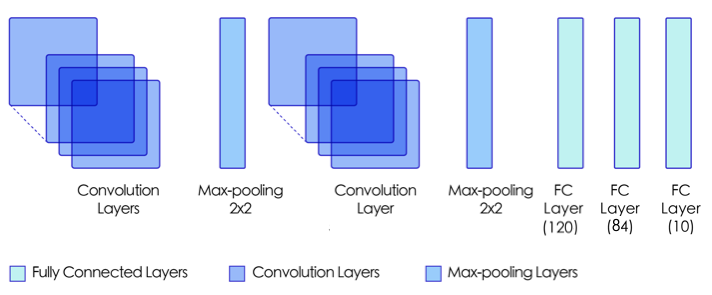 Convolution
Layers
Max-pooling
2x2
Convolution
Layer
Max-pooling
2x2
FC
Layer
(120)
FC
Layer
(84)
FC
Layer
(10)
Fully Connected Layers
Convolution Layers
Max-pooling Layers